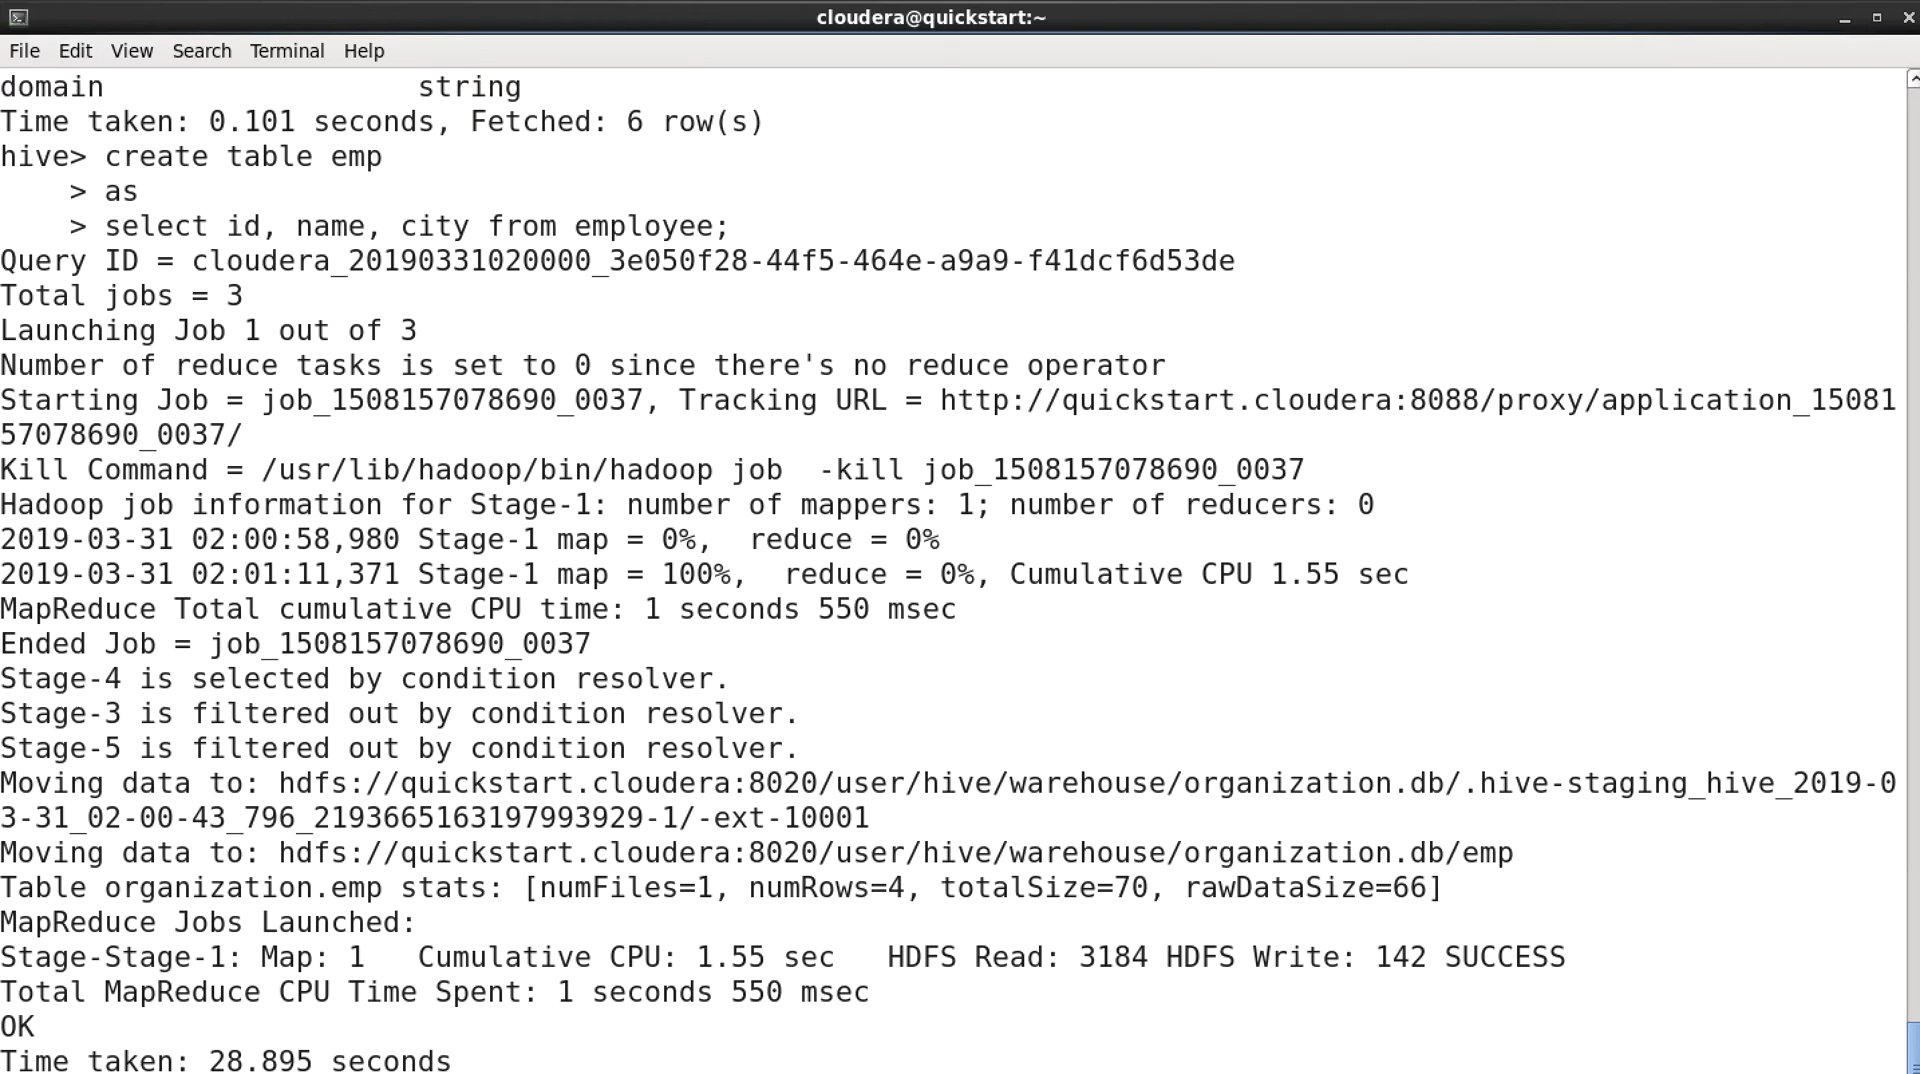 cloudera@quickstart:~
File Edit View Search Terminal Help
domain                  string
Time taken: 0.101 seconds, Fetched: 6 row(s)
hive> create table emp
    > as
    > select id, name, city from employee;
Query ID = cloudera_20190331020000_3e050f28-44f5-464e-a9a9-f41dcf6d53de
Total jobs = 3
Launching Job 1 out of 3
Number of reduce tasks is set to 0 since there's no reduce operator
Starting Job = job_1508157078690_0037, Tracking URL = http://quickstart.cloudera:8088/proxy/application_15081
57078690_0037/
Kill Command = /usr/lib/hadoop/bin/hadoop job  -kill job_1508157078690_0037
Hadoop job information for Stage-1: number of mappers: 1; number of reducers: 0
2019-03-31 02:00:58,980 Stage-1 map = 0%,  reduce = 0%
2019-03-31 02:01:11,371 Stage-1 map = 100%,  reduce = 0%, Cumulative CPU 1.55 sec
MapReduce Total cumulative CPU time: 1 seconds 550 msec
Ended Job = job_1508157078690_0037
Stage-4 is selected by condition resolver.
Stage-3 is filtered out by condition resolver.
Stage-5 is filtered out by condition resolver.
Moving data to: hdfs://quickstart.cloudera:8020/user/hive/warehouse/organization.db/.hive-staging_hive_2019-0
3-31_02-00-43_796_2193665163197993929-1/-ext-10001
Moving data to: hdfs://quickstart.cloudera:8020/user/hive/warehouse/organization.db/emp
Table organization.emp stats: [numFiles=1, numRows=4, totalSize=70, rawDataSize=66]
MapReduce Jobs Launched:
Stage-Stage-1: Map: 1   Cumulative CPU: 1.55 sec   HDFS Read: 3184 HDFS Write: 142 SUCCESS
Total MapReduce CPU Time Spent: 1 seconds 550 msec
OK
Time taken: 28.895 seconds